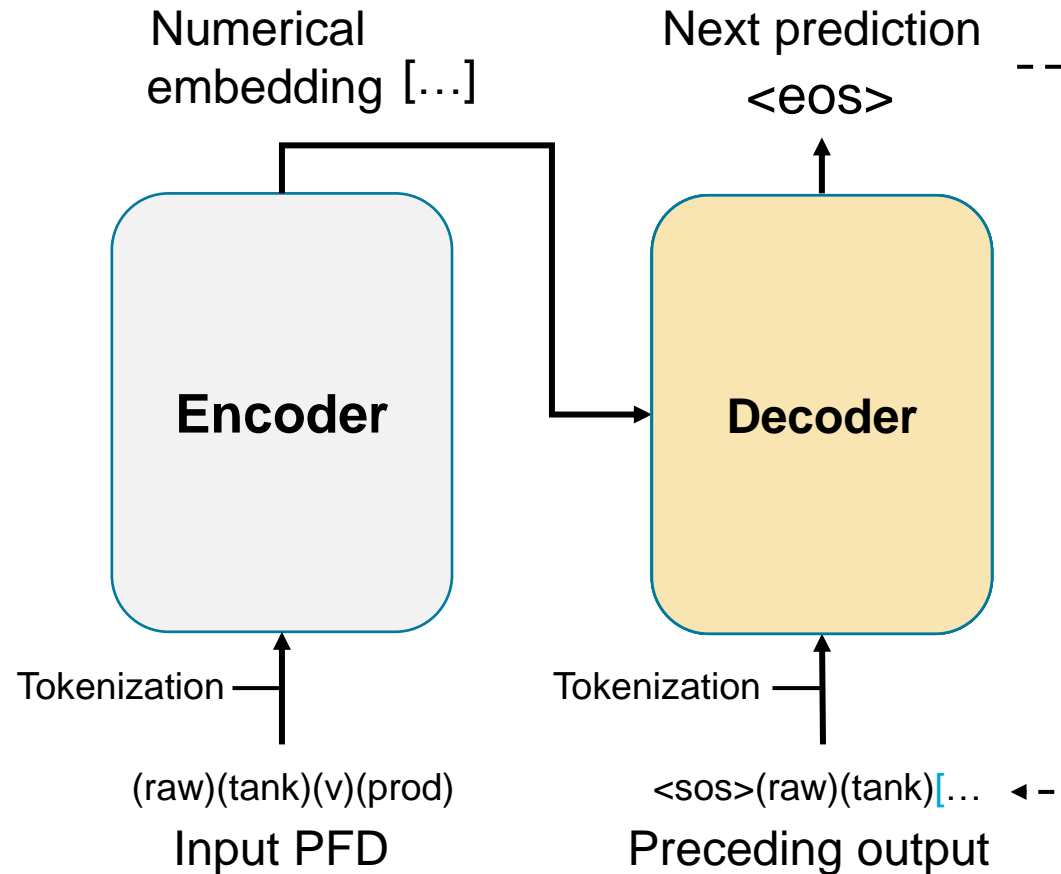 Numerical
embedding […]
Next prediction
<eos>
Encoder
Decoder
Tokenization
Tokenization
(raw)(tank)(v)(prod)
<sos>(raw)(tank)[…
Input PFD
Preceding output